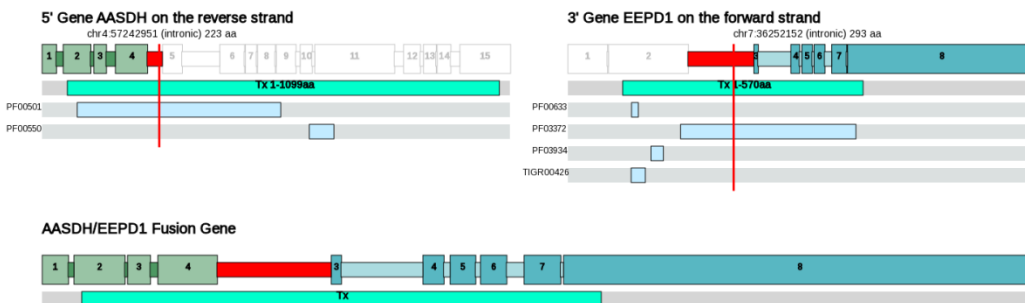 5' Gene AASDH on the reverse strand
chr4:57242951 (intronic) 223 aa
1 2 3 4 5 6 7 8 9 10 11 12 13 14 15
Tx 1-1099aa
PF00501
PF00550
3' Gene EEPD1 on the forward strand
chr7:36252152 (intronic) 293 aa
1 2 3 4 5 6 7 8
Tx 1-570aa
PF00633
PF03372
PF03934
TIGR00426
AASDH/EEPD1 Fusion Gene
1 2 3 4 3 4 5 6 7 8
Tx